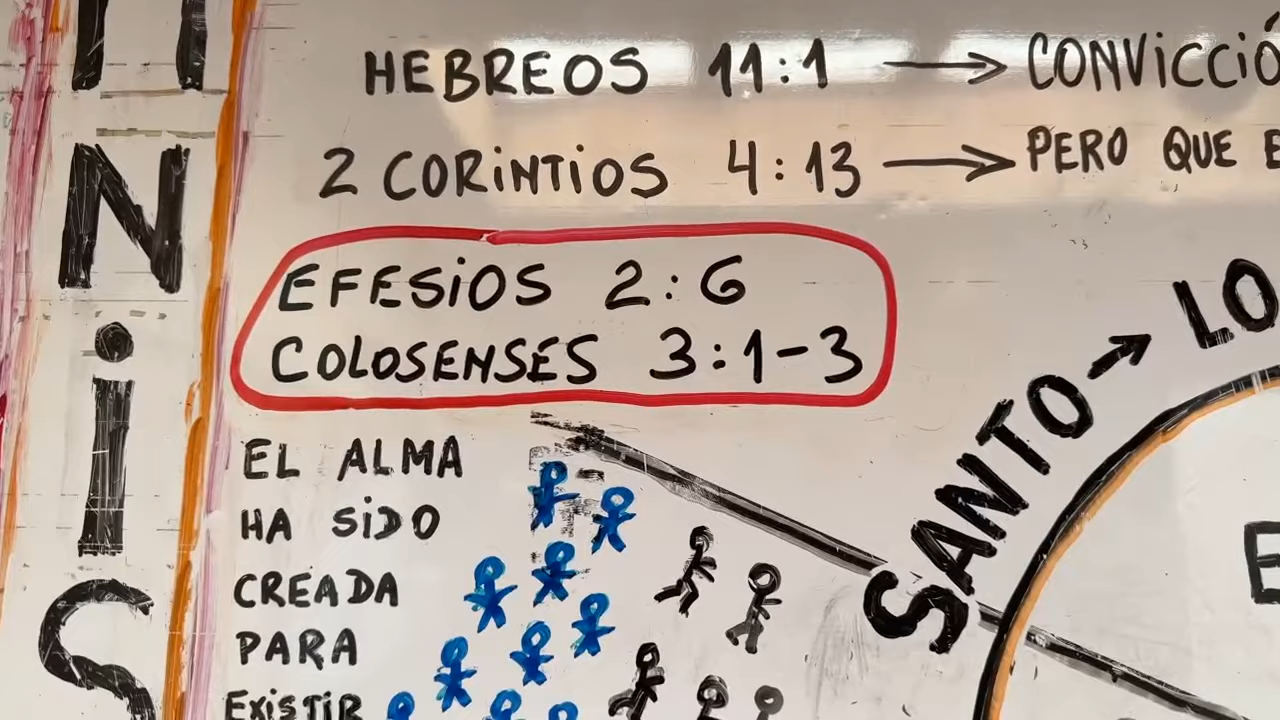 HEBREOS 11:1 → CONVICCIÓ
2 CORINTIOS 4:13 → PERO QUE E
EFESIOS 2:6
COLOSENSES 3:1-3
EL ALMA
HA SIDO
CREADA
PARA
EXISTIR
SANTO → LO
NIS
E